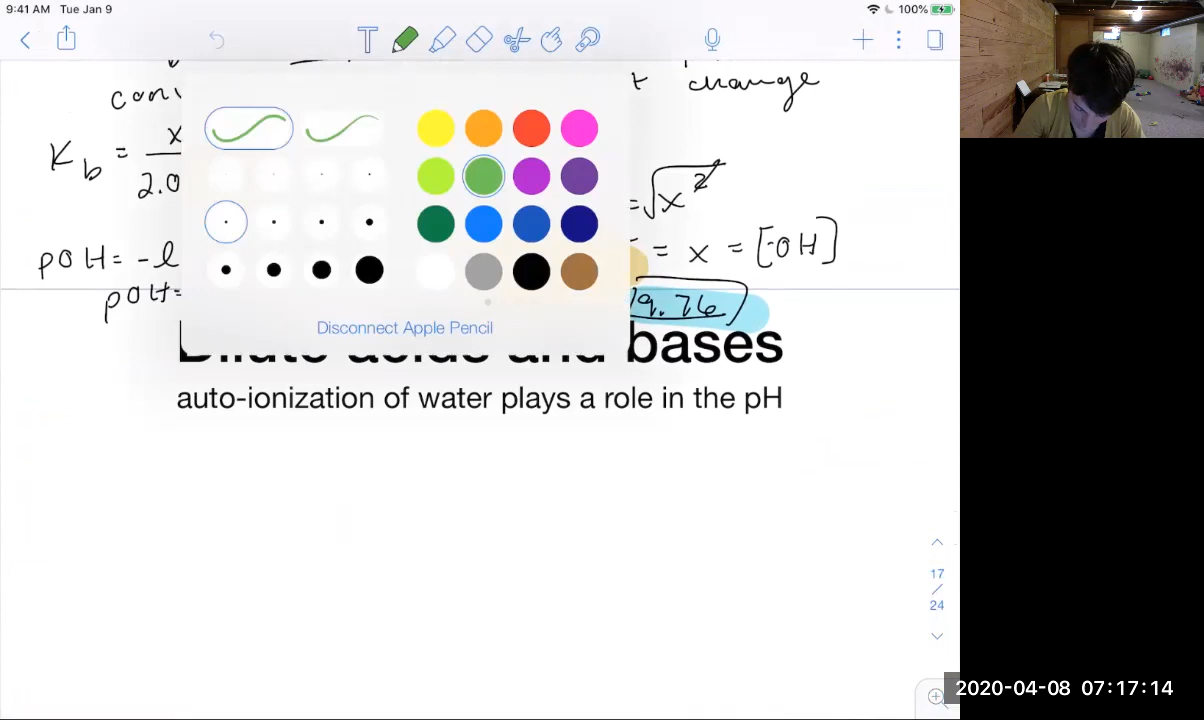 9:41 AM Tue Jan 9
100%
change
K_b = x
2.0
= √x²
pOH = -l
= x = [OH]
pOH=
9.76
Disconnect Apple Pencil
Dilute acids and bases
auto-ionization of water plays a role in the pH
17
/
24
2020-04-08 07:17:14